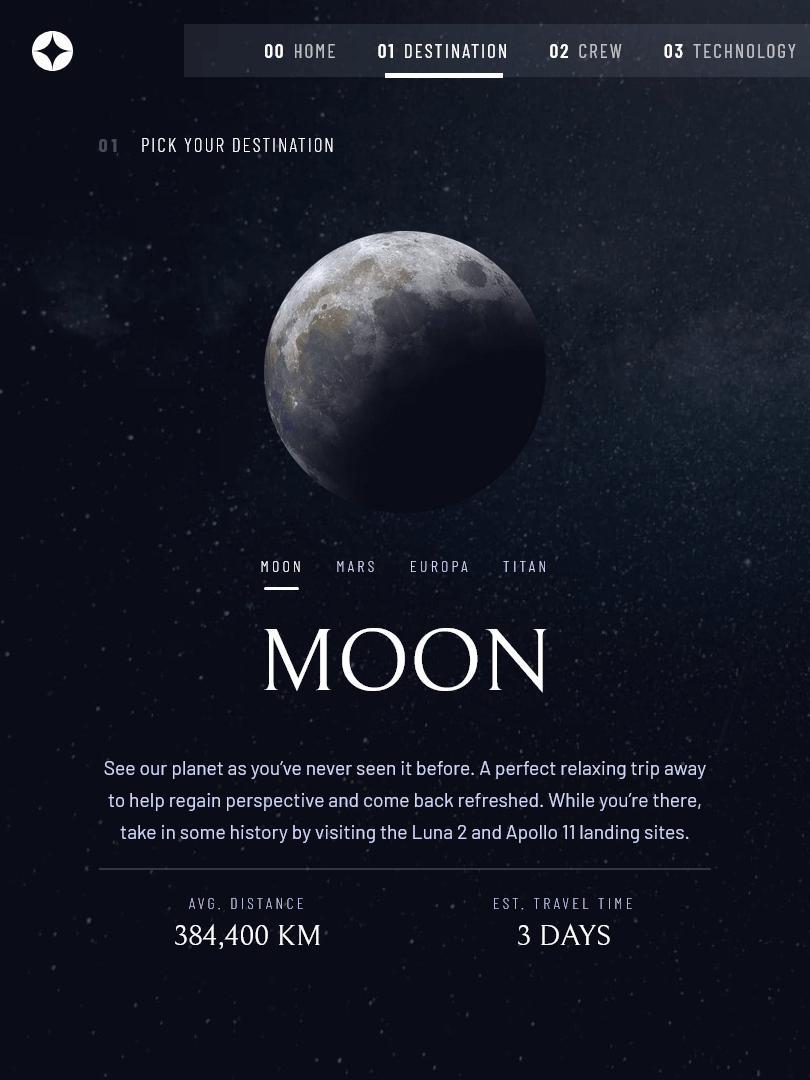 00 HOME 01 DESTINATION 02 CREW 03 TECHNOLOGY
01 PICK YOUR DESTINATION
MOON MARS EUROPA TITAN
MOON
See our planet as you’ve never seen it before. A perfect relaxing trip away
to help regain perspective and come back refreshed. While you’re there,
take in some history by visiting the Luna 2 and Apollo 11 landing sites.
AVG. DISTANCE EST. TRAVEL TIME
384,400 KM 3 DAYS